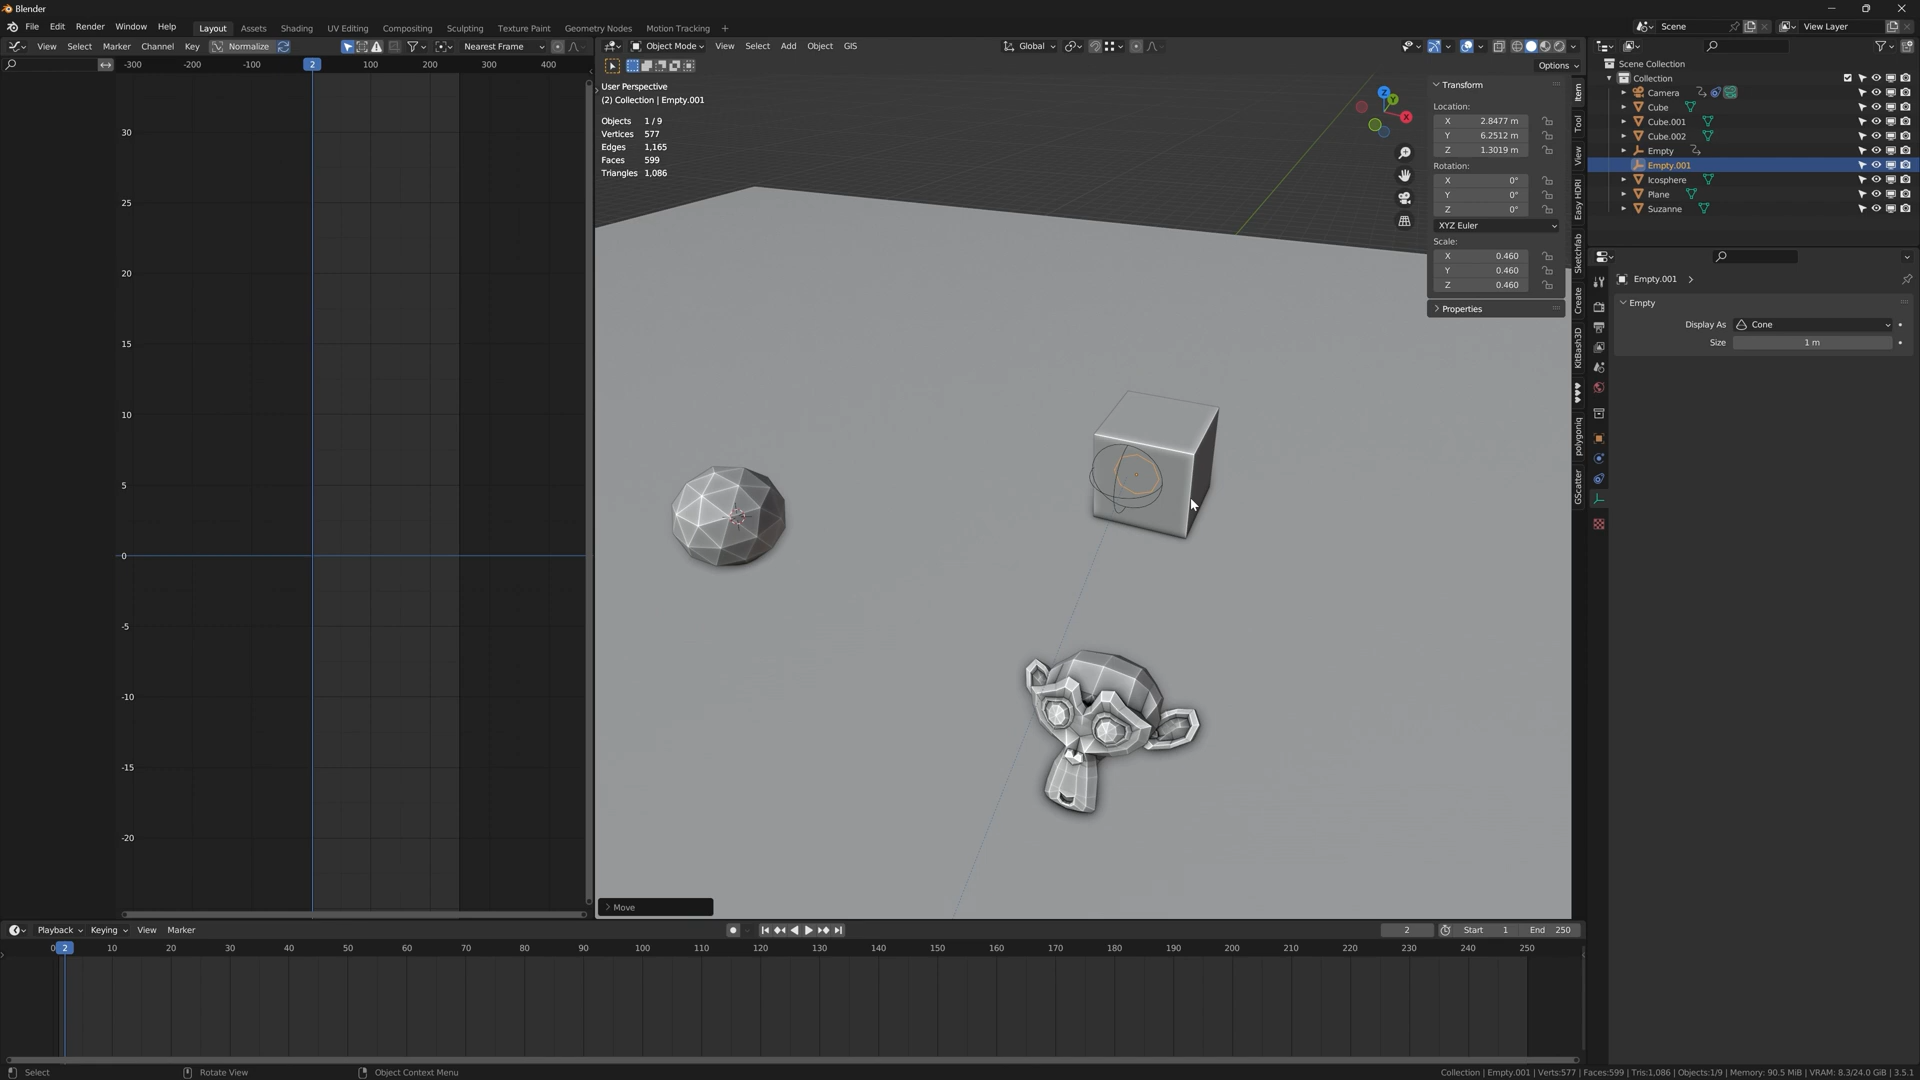 Blender
File Edit Render Window Help Layout Assets Shading UV Editing Compositing Sculpting Texture Paint Geometry Nodes Motion Tracking + Scene View Layer
View Select Marker Channel Key Normalize Nearest Frame
Object Mode View Select Add Object GIS Global
Options
-300 -200 -100 2 100 200 300 400
30
25
20
15
10
5
0
-5
-10
-15
-20
User Perspective
(2) Collection | Empty.001
Objects 1 / 9
Vertices 577
Edges 1,165
Faces 599
Triangles 1,086
Z
Y
X
Transform
Location:
X 2.8477 m
Y 6.2512 m
Z 1.3019 m
Rotation:
X 0°
Y 0°
Z 0°
XYZ Euler
Scale:
X 0.460
Y 0.460
Z 0.460
Properties
Item
Tool
View
Easy HDRI
Sketchfab
Create
KitBash3D
polygoniq
GScatter
Scene Collection
Collection
Camera
Cube
Cube.001
Cube.002
Empty
Empty.001
Icosphere
Plane
Suzanne
Empty.001
Empty
Display As Cone
Size 1 m
Move
Playback Keying View Marker 2 Start 1 End 250
0 2 10 20 30 40 50 60 70 80 90 100 110 120 130 140 150 160 170 180 190 200 210 220 230 240 250
Select Rotate View Object Context Menu Collection | Empty.001 | Verts:577 | Faces:599 | Tris:1,086 | Objects:1/9 | Memory: 90.5 MiB | VRAM: 8.3/24.0 GiB | 3.5.1